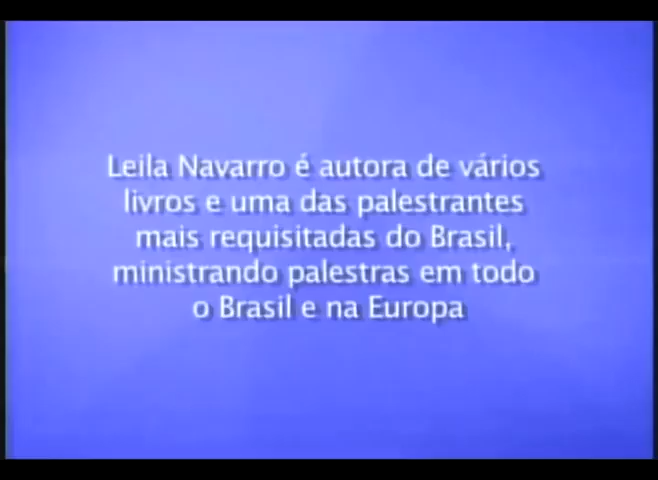 Leila Navarro é autora de vários
livros e uma das palestrantes
mais requisitadas do Brasil,
ministrando palestras em todo
o Brasil e na Europa